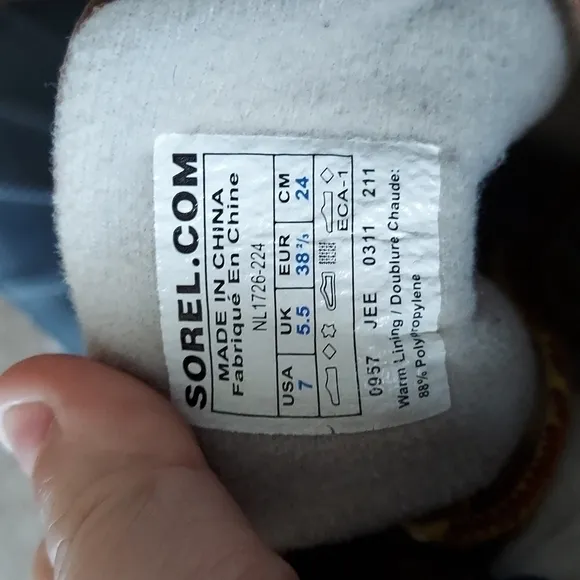 SOREL.COM
MADE IN CHINA
Fabriqué En Chine
NL1726-224
USA UK EUR CM
7 5.5 38⅔ 24
ECA-1
0957 JEE 0311 211
Warm Lining / Doublure Chaude:
88% Polypropylene